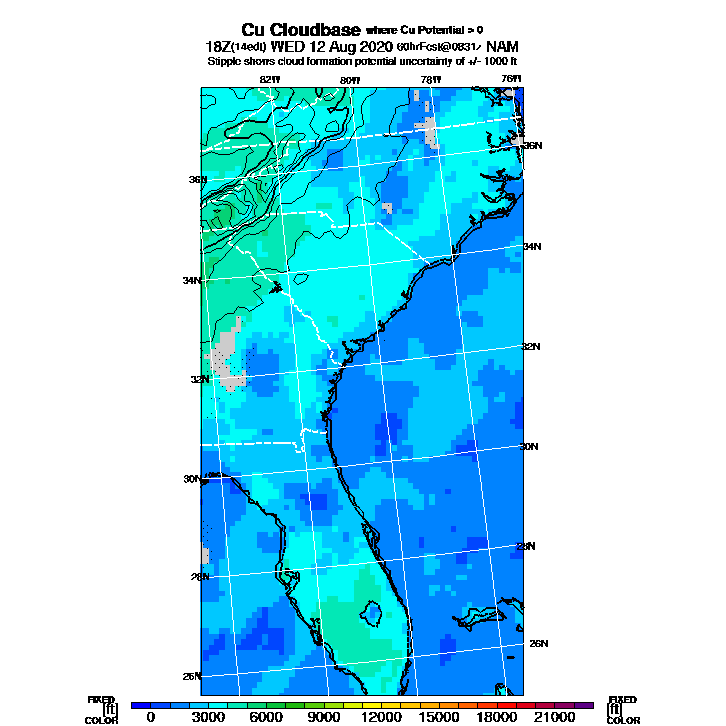 Cu Cloudbase where Cu Potential > 0
18Z(14edt) WED 12 Aug 2020 60hrFcst@0831z NAM
Stipple shows cloud formation potential uncertainty of +/- 1000 ft
82W 80W 78W 76W
36N 36N
34N 34N
32N 32N
30N 30N
28N 28N
26N 26N
FIXED FIXED
[ft] [ft]
COLOR COLOR
0 3000 6000 9000 12000 15000 18000 21000